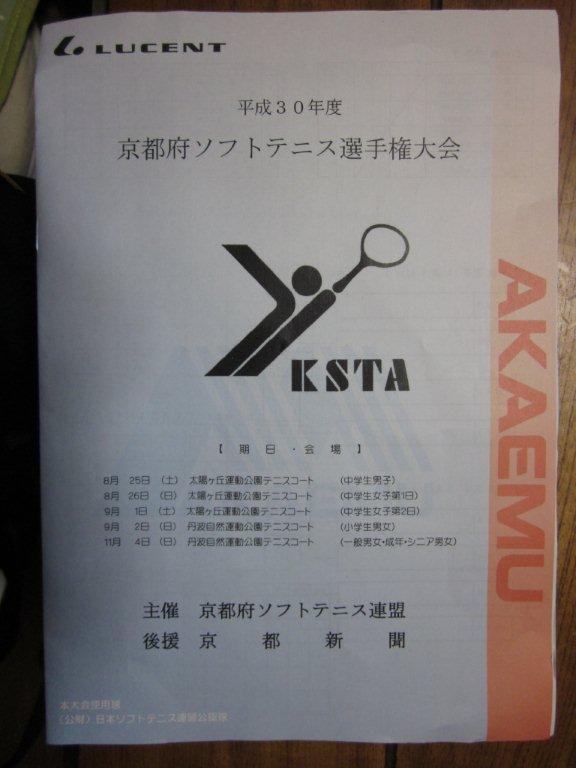 LUCENT
平成30年度
京都府ソフトテニス選手権大会
KSTA
AKAEMU
【期日・会場】
8月 25日 (土) 太陽ヶ丘運動公園テニスコート (中学生男子)
8月 26日 (日) 太陽ヶ丘運動公園テニスコート (中学生女子第1日)
9月 1日 (土) 太陽ヶ丘運動公園テニスコート (中学生女子第2日)
9月 2日 (日) 丹波自然運動公園テニスコート (小学生男女)
11月 4日 (日) 丹波自然運動公園テニスコート (一般男女・成年・シニア男女)
主催 京都府ソフトテニス連盟
後援 京都新聞
本大会使用球
(公財)日本ソフトテニス連盟公認球